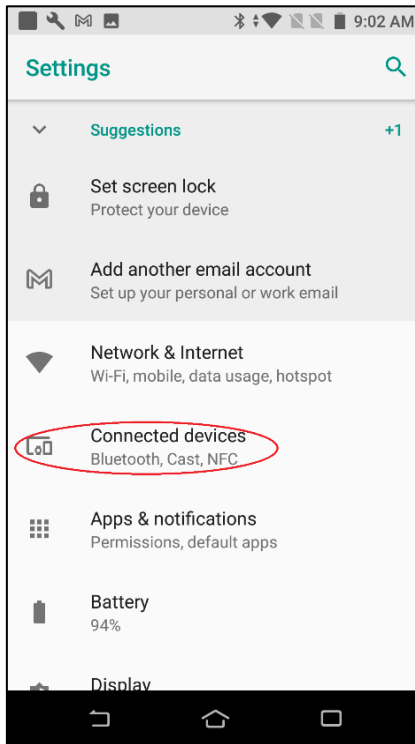 9:02 AM
Settings
Suggestions +1
Set screen lock
Protect your device
Add another email account
Set up your personal or work email
Network & Internet
Wi-Fi, mobile, data usage, hotspot
Connected devices
Bluetooth, Cast, NFC
Apps & notifications
Permissions, default apps
Battery
94%
Display